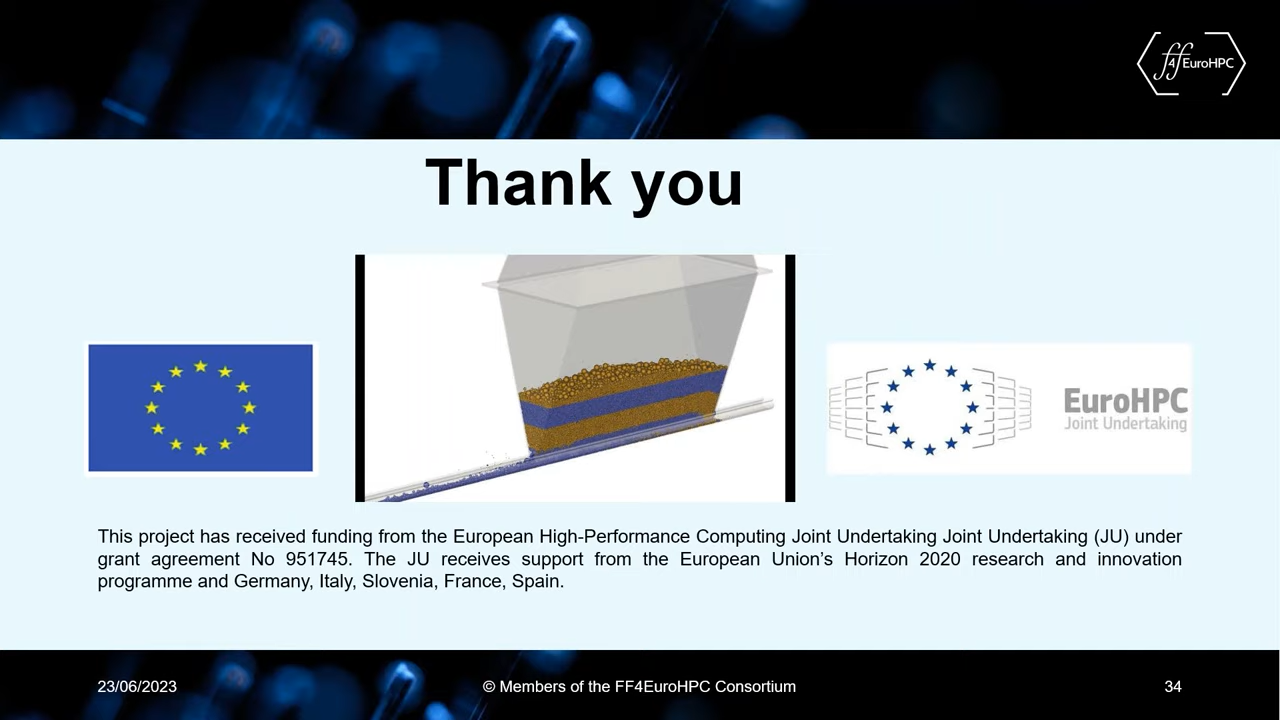 ff4EuroHPC
Thank you
EuroHPC
Joint Undertaking
This project has received funding from the European High-Performance Computing Joint Undertaking Joint Undertaking (JU) under
grant agreement No 951745. The JU receives support from the European Union’s Horizon 2020 research and innovation
programme and Germany, Italy, Slovenia, France, Spain.
23/06/2023
© Members of the FF4EuroHPC Consortium
34